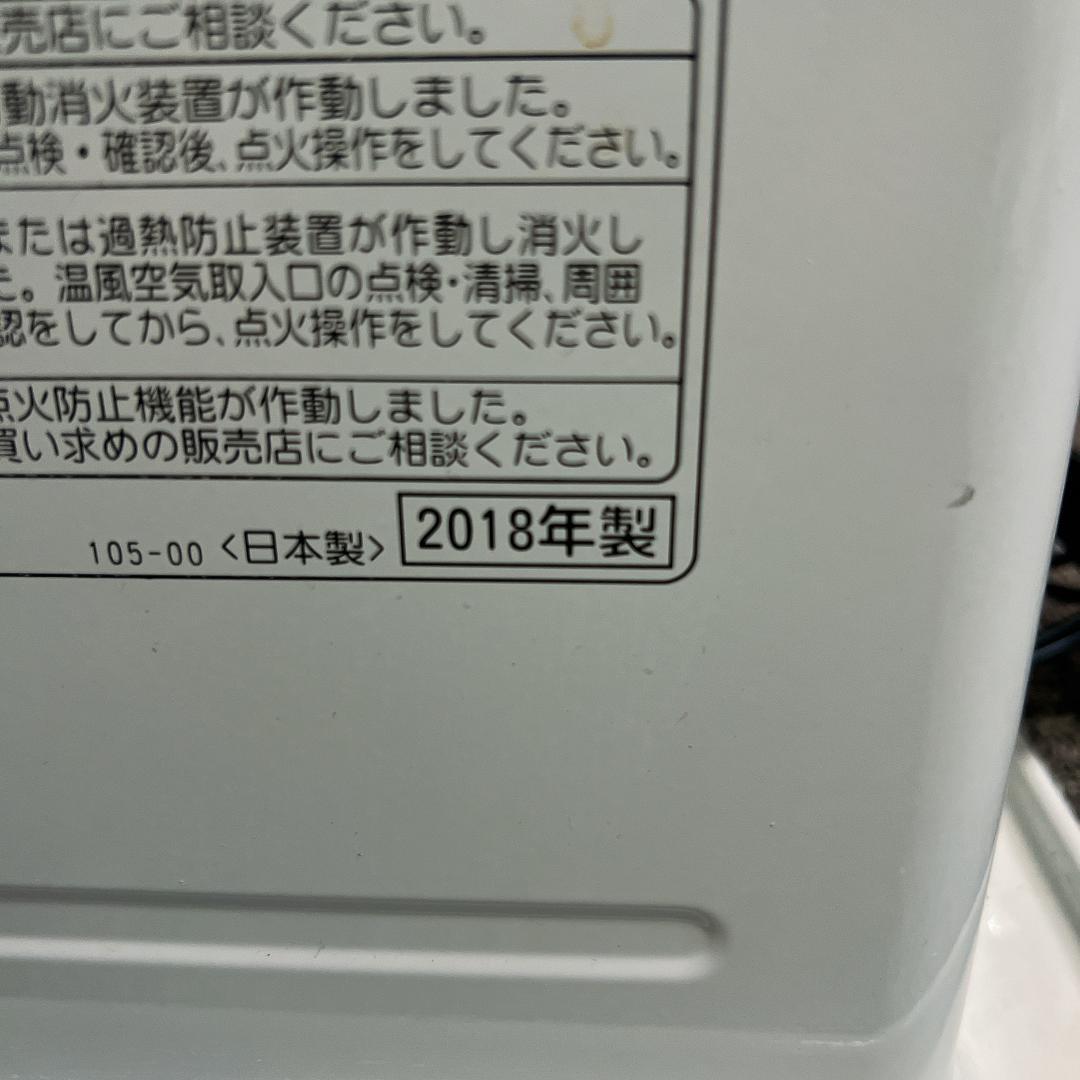 売店にご相談ください。
動消火装置が作動しました。
点検・確認後、点火操作をしてください。
または過熱防止装置が作動し消火し
た。温風空気取入口の点検・清掃、周囲
認をしてから、点火操作をしてください。
点火防止機能が作動しました。
買い求めの販売店にご相談ください。
105-00 <日本製> 2018年製